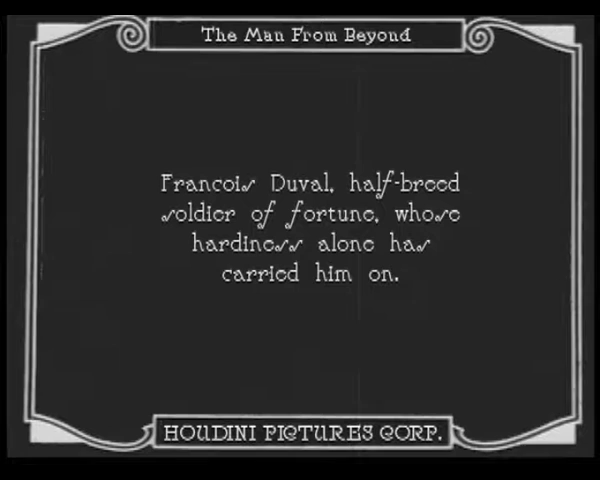 The Man From Beyond
Francois Duval, half-breed
soldier of fortune, whose
hardiness alone has
carried him on.
HOUDINI PICTURES CORP.